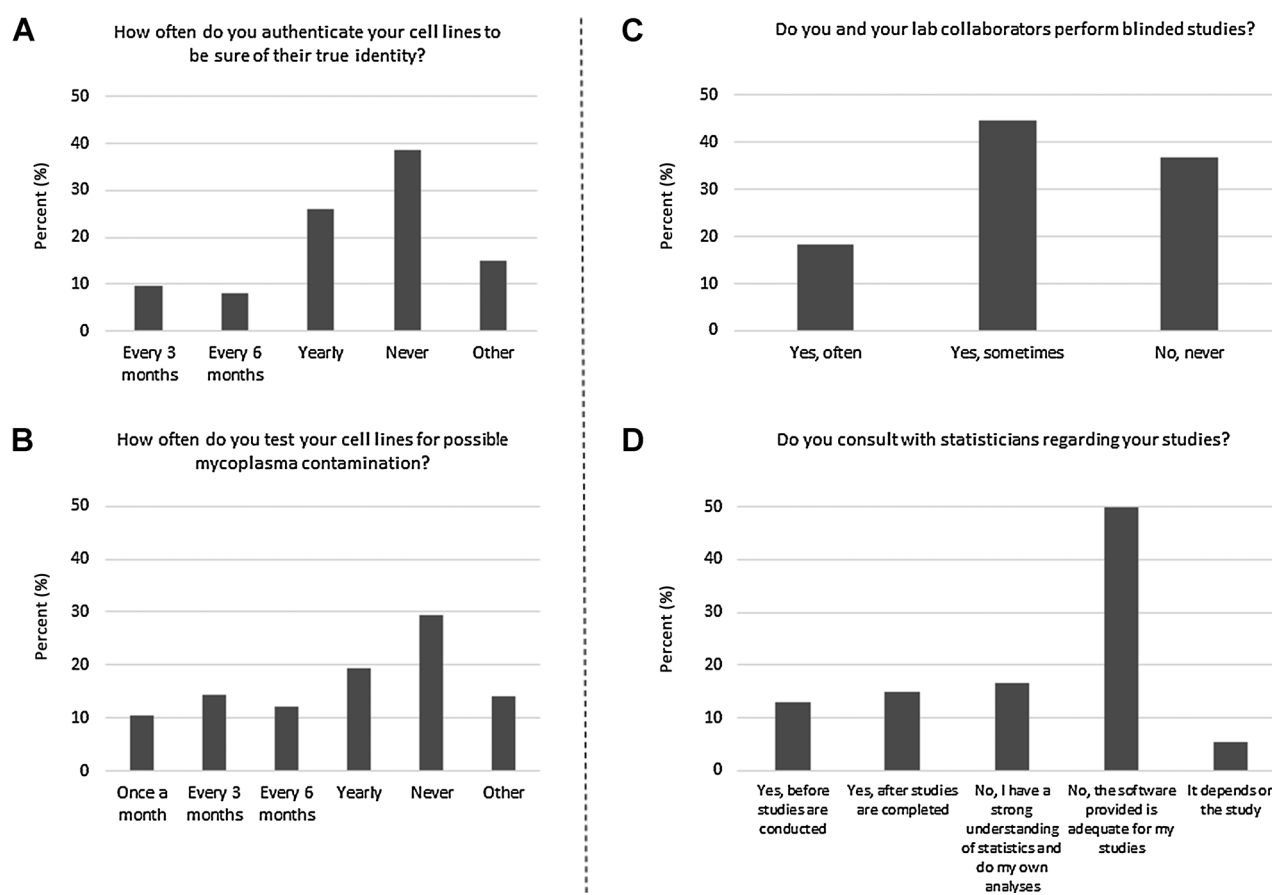 A
How often do you authenticate your cell lines to
be sure of their true identity?
Percent (%)
50
40
30
20
10
0
Every 3
months
Every 6
months
Yearly
Never
Other
B
How often do you test your cell lines for possible
mycoplasma contamination?
Percent (%)
50
40
30
20
10
0
Once a
month
Every 3
months
Every 6
months
Yearly
Never
Other
C
Do you and your lab collaborators perform blinded studies?
Percent (%)
50
40
30
20
10
0
Yes, often
Yes, sometimes
No, never
D
Do you consult with statisticians regarding your studies?
Percent (%)
50
40
30
20
10
0
Yes, before
studies are
conducted
Yes, after studies
are completed
No, I have a
strong
understanding
of statistics and
do my own
analyses
No, the software
provided is
adequate for my
studies
It depends on
the study